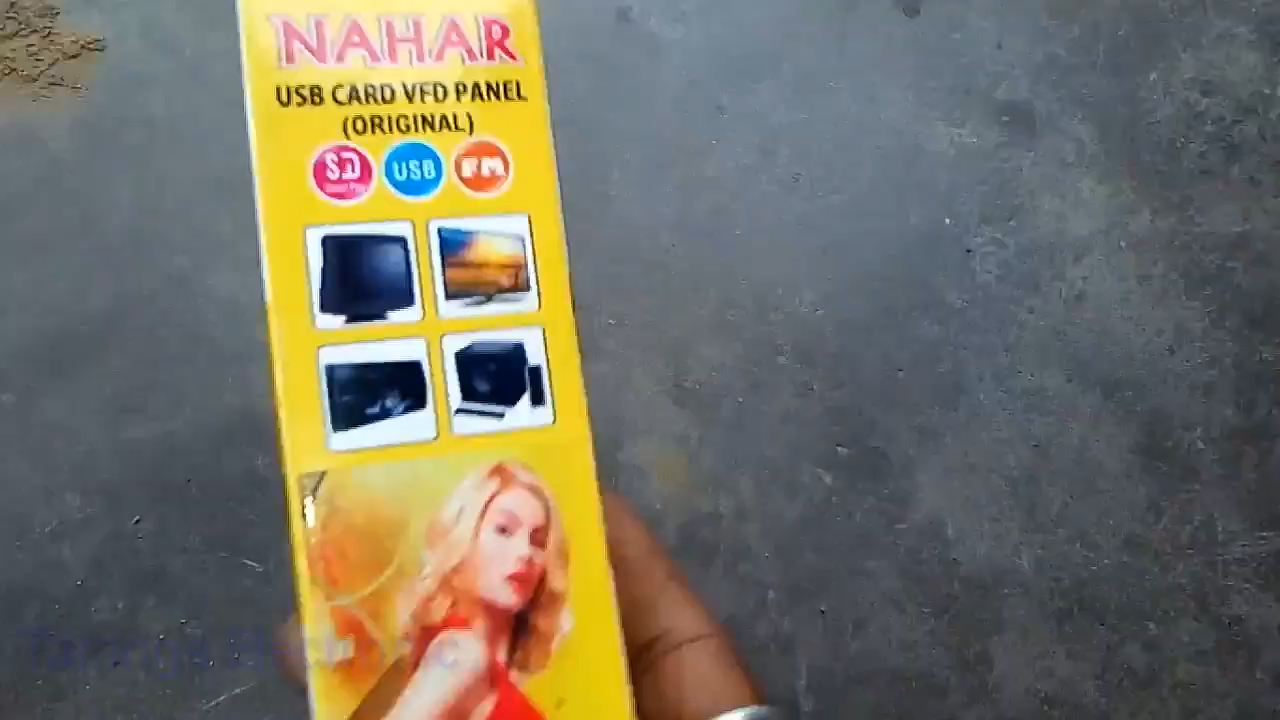 NAHAR
USB CARD VFD PANEL
(ORIGINAL)
SD
USB
FM